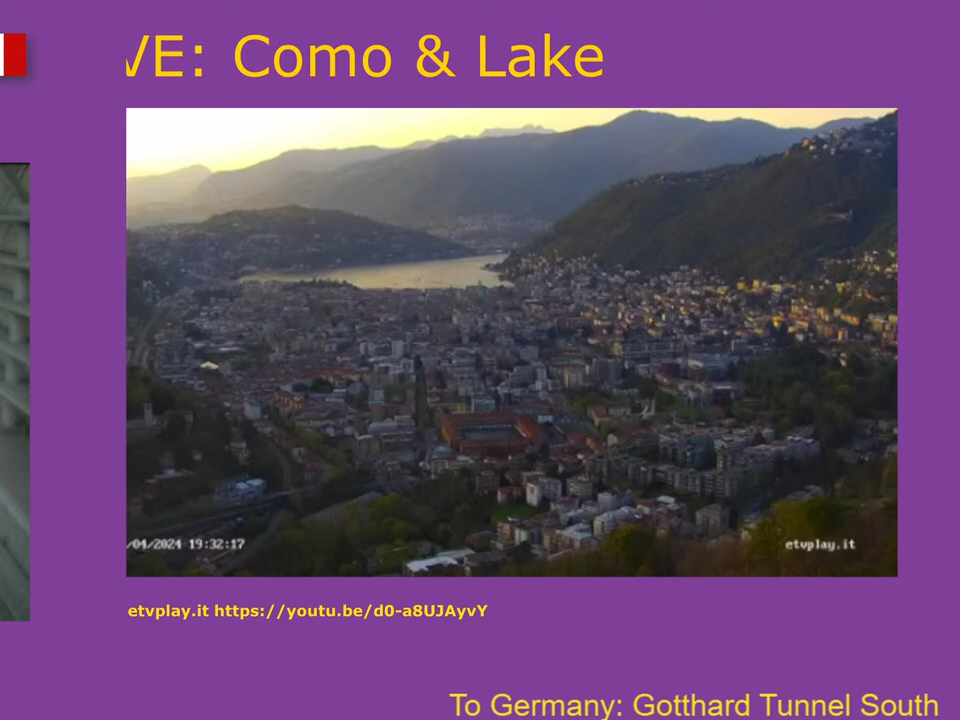 VE: Como & Lake
/04/2024 19:32:17
etvplay.it
etvplay.it https://youtu.be/d0-a8UJAyvY
To Germany: Gotthard Tunnel South